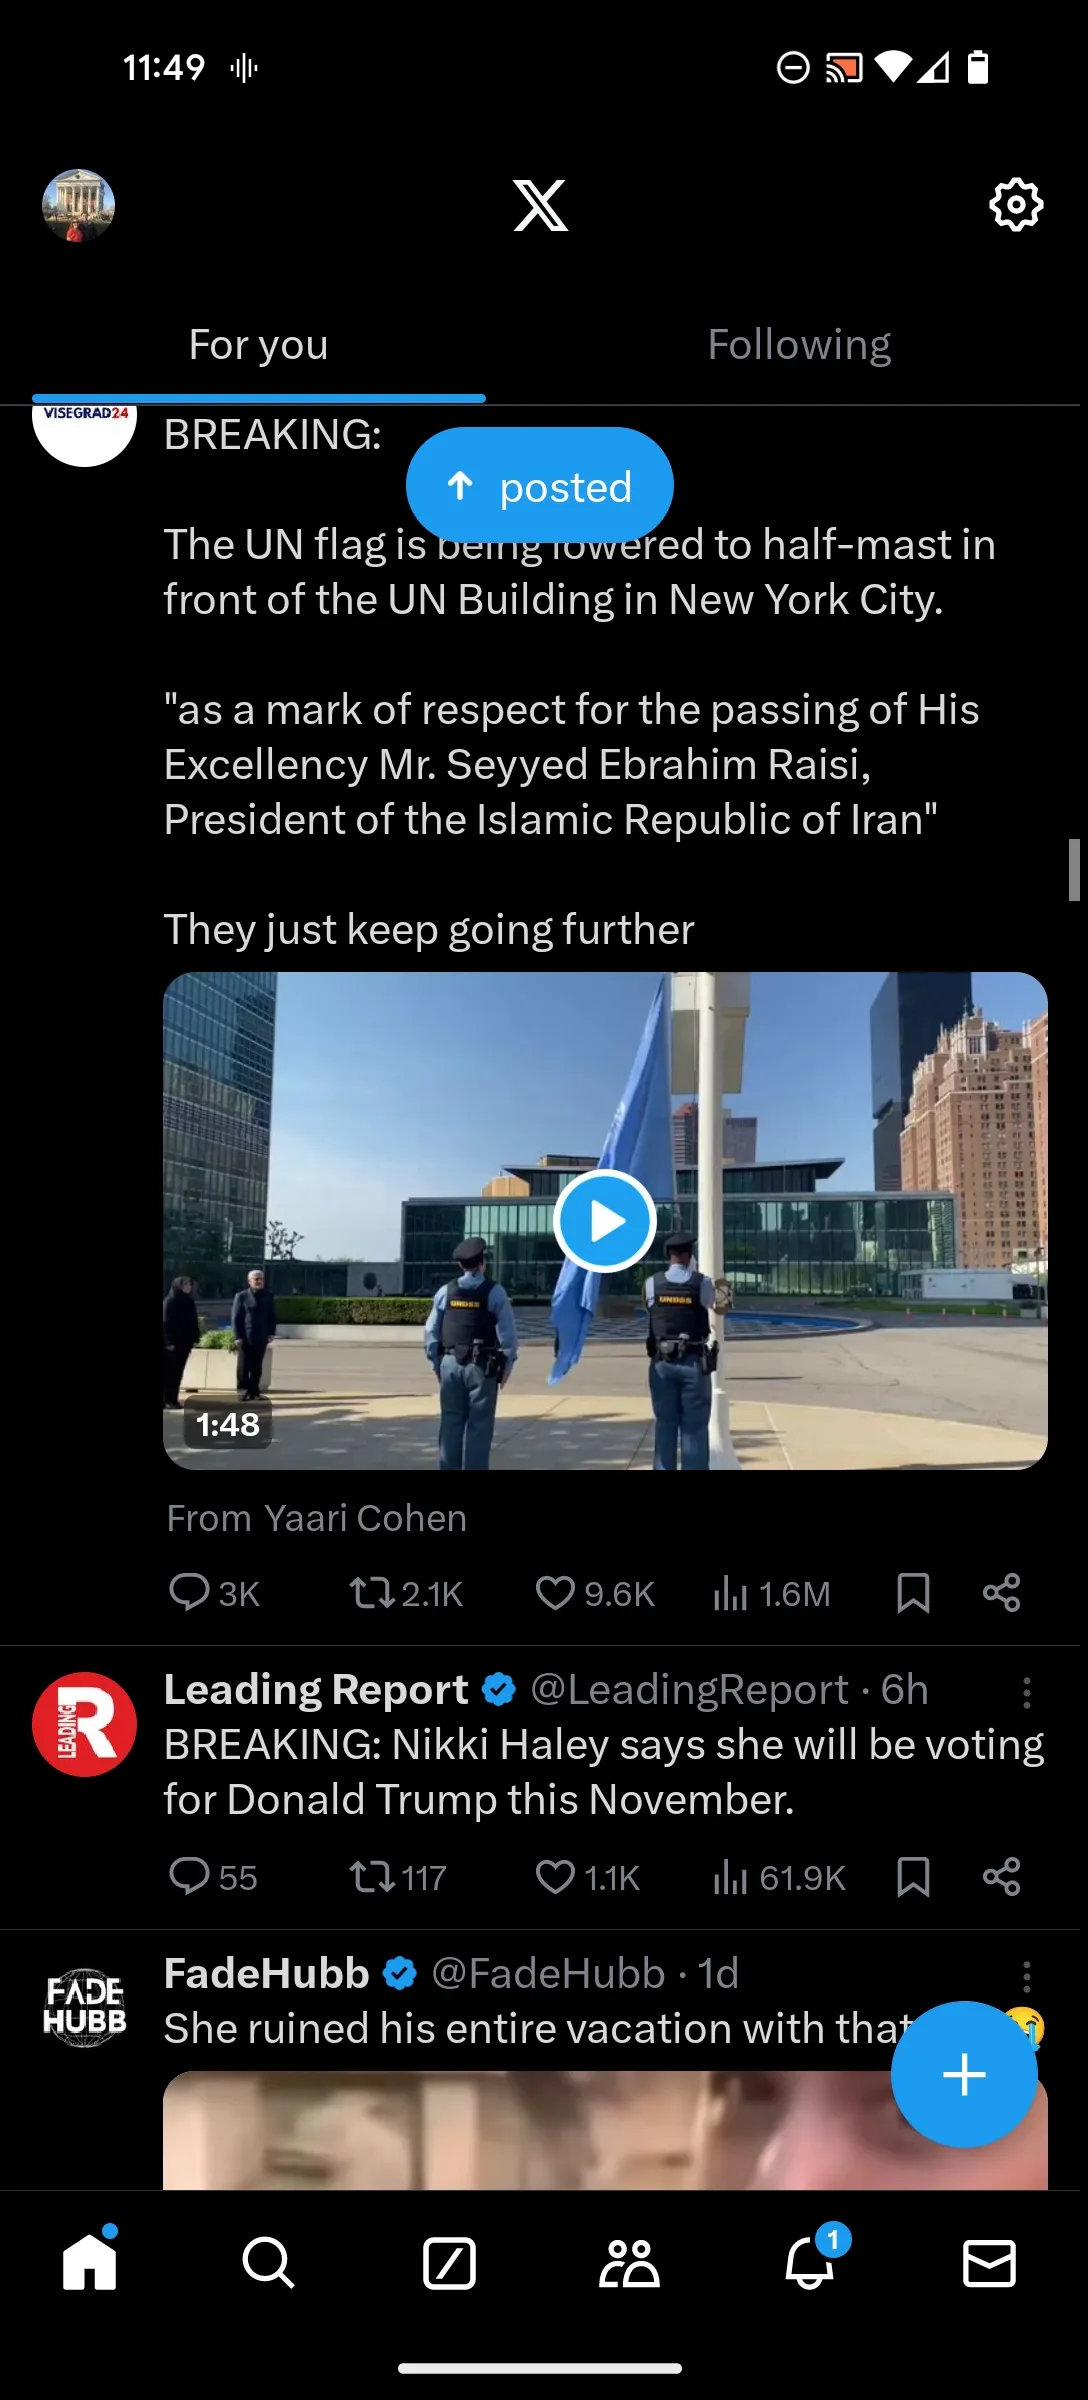 11:49
For you
Following
VISEGRAD24
BREAKING:
posted
The UN flag is being lowered to half-mast in
front of the UN Building in New York City.
"as a mark of respect for the passing of His
Excellency Mr. Seyyed Ebrahim Raisi,
President of the Islamic Republic of Iran"
They just keep going further
UNDSS
UNDSS
1:48
From Yaari Cohen
3K 2.1K 9.6K 1.6M
LEADING R
Leading Report @LeadingReport · 6h
BREAKING: Nikki Haley says she will be voting
for Donald Trump this November.
55 117 1.1K 61.9K
FADE
HUBB
FadeHubb @FadeHubb · 1d
She ruined his entire vacation with that 😭
1